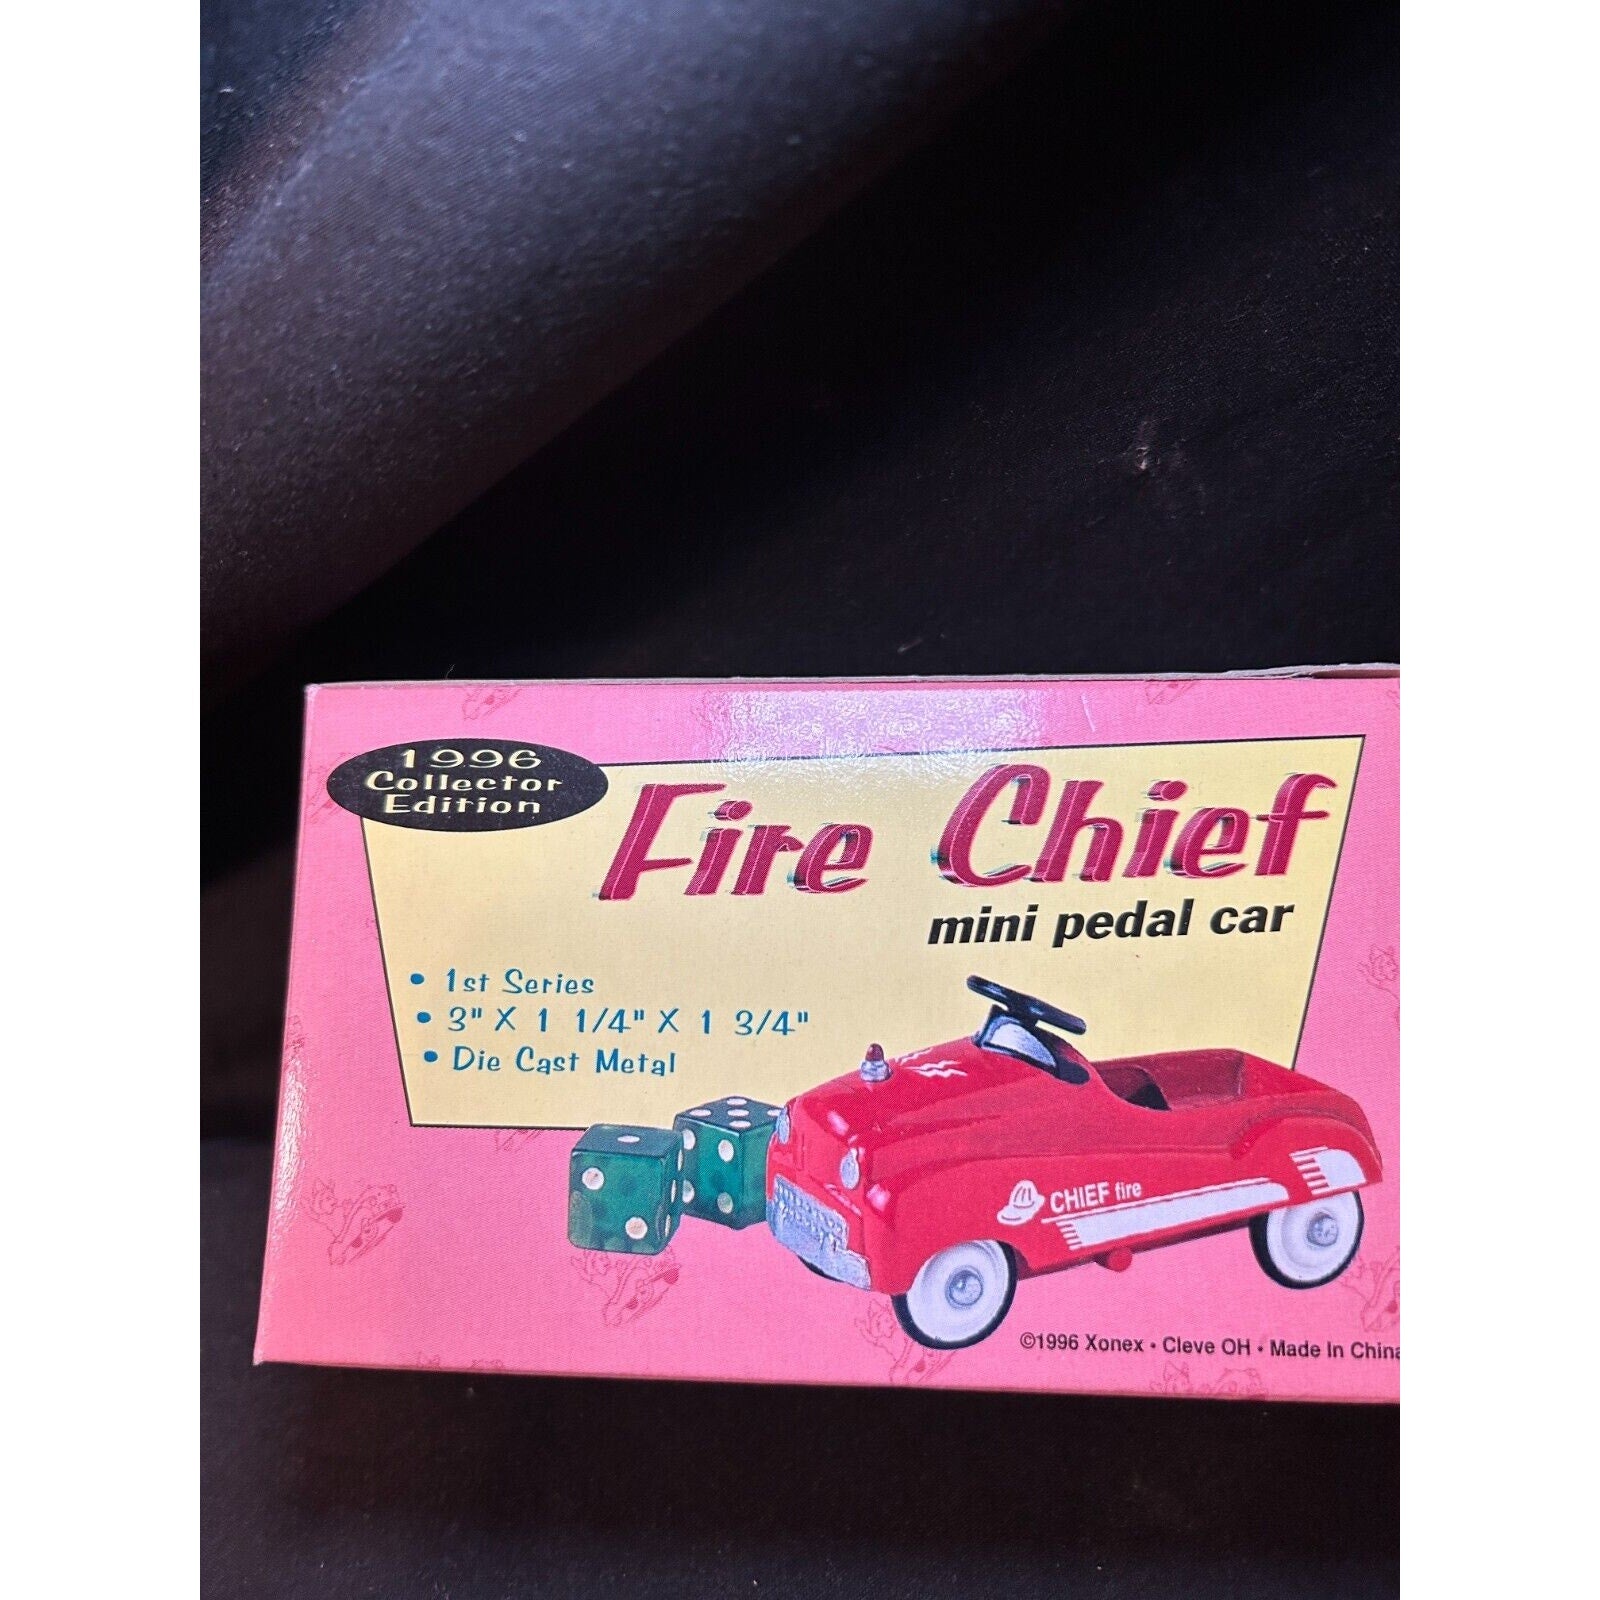 1996
Collector
Edition
Fire Chief
mini pedal car
• 1st Series
• 3" X 1 1/4" X 1 3/4"
• Die Cast Metal
CHIEF fire
©1996 Xonex • Cleve OH • Made In China